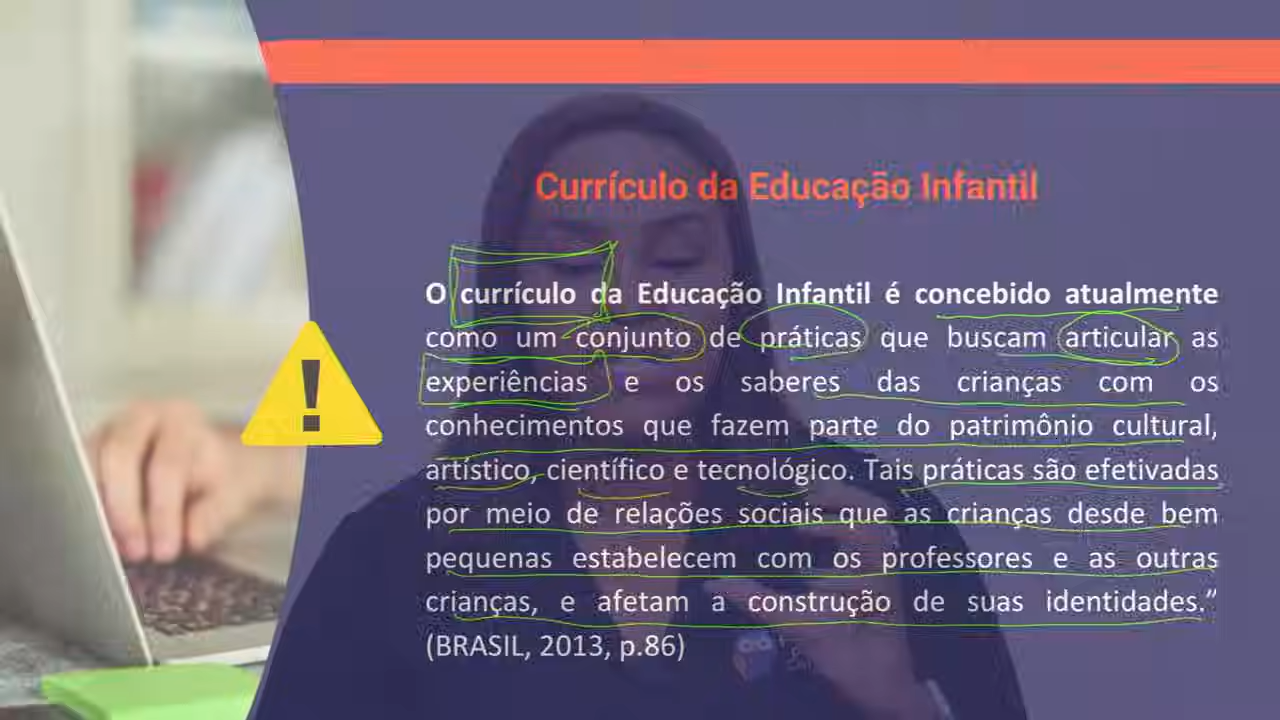 Currículo da Educação Infantil
O currículo da Educação Infantil é concebido atualmente
como um conjunto de práticas que buscam articular as
experiências e os saberes das crianças com os
conhecimentos que fazem parte do patrimônio cultural,
artístico, científico e tecnológico. Tais práticas são efetivadas
por meio de relações sociais que as crianças desde bem
pequenas estabelecem com os professores e as outras
crianças, e afetam a construção de suas identidades.”
(BRASIL, 2013, p.86)